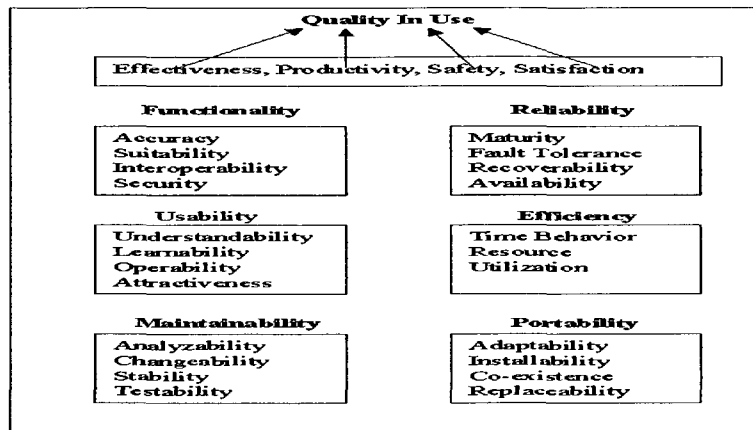 Quality In Use
Effectiveness, Productivity, Safety, Satisfaction
Functionality
Accuracy
Suitability
Interoperability
Security
Reliability
Maturity
Fault Tolerance
Recoverability
Availability
Usability
Understandability
Learnability
Operability
Attractiveness
Efficiency
Time Behavior
Resource
Utilization
Maintainability
Analyzability
Changeability
Stability
Testability
Portability
Adaptability
Installability
Co-existence
Replaceability